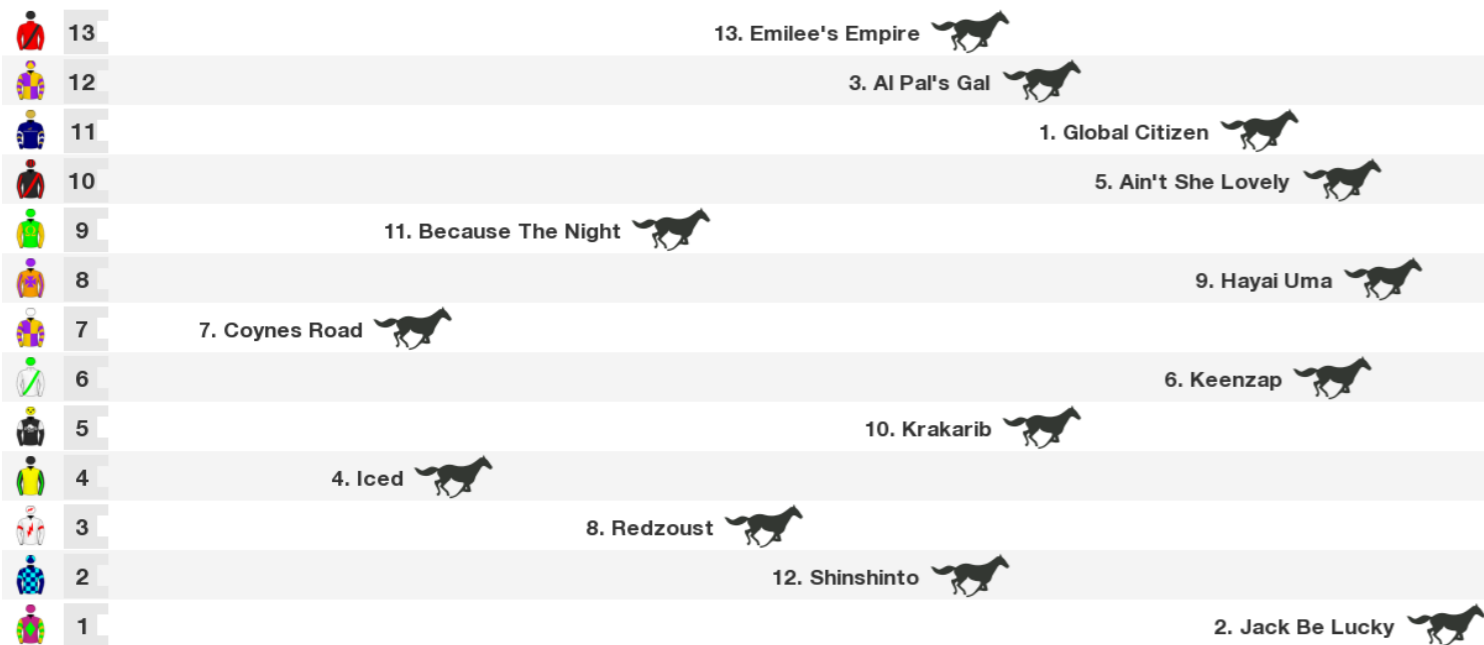 13 13. Emilee's Empire
12 3. Al Pal's Gal
11 1. Global Citizen
10 5. Ain't She Lovely
9 11. Because The Night
8 9. Hayai Uma
7 7. Coynes Road
6 6. Keenzap
5 10. Krakarib
4 4. Iced
3 8. Redzoust
2 12. Shinshinto
1 2. Jack Be Lucky